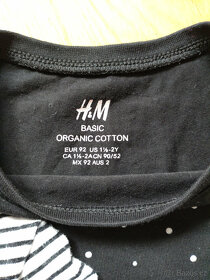 H&M
BASIC
ORGANIC COTTON
EUR 92 US 1½-2Y
CA 1½-2A CN 90/52
MX 92 AUS 2